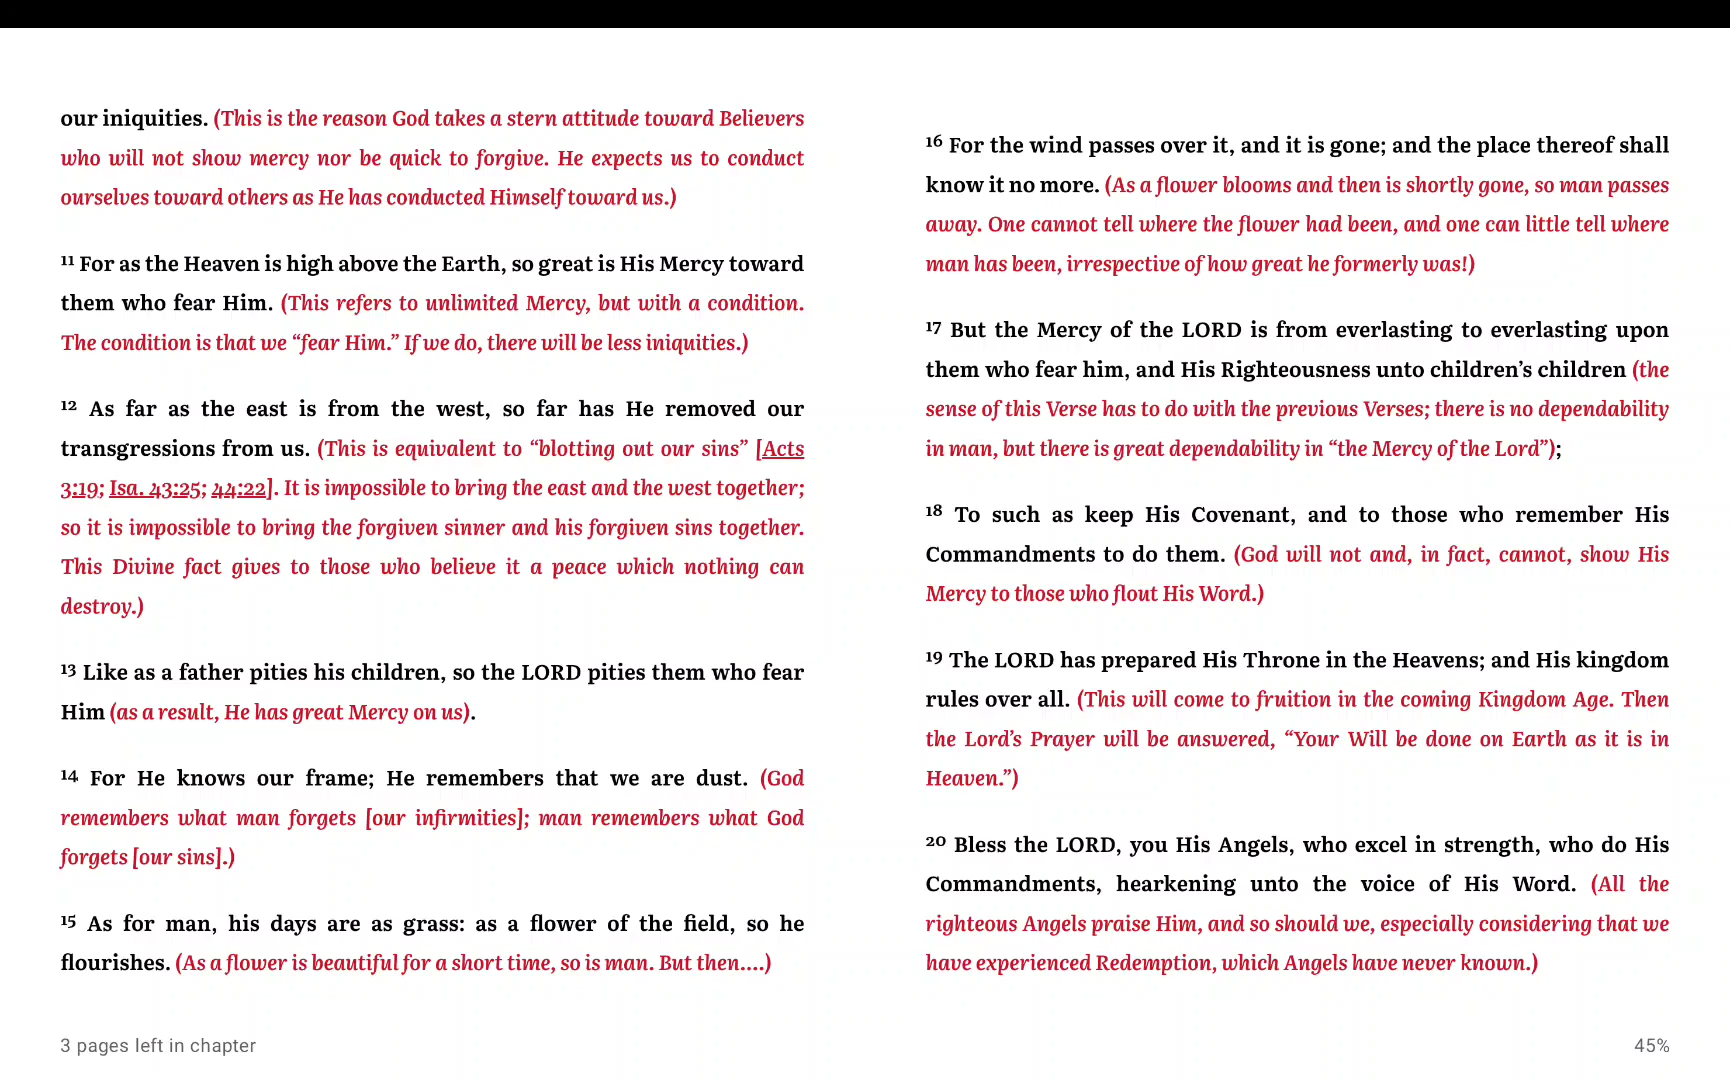 our iniquities. (This is the reason God takes a stern attitude toward Believers
who will not show mercy nor be quick to forgive. He expects us to conduct
ourselves toward others as He has conducted Himself toward us.)
11 For as the Heaven is high above the Earth, so great is His Mercy toward
them who fear Him. (This refers to unlimited Mercy, but with a condition.
The condition is that we “fear Him.” If we do, there will be less iniquities.)
12 As far as the east is from the west, so far has He removed our
transgressions from us. (This is equivalent to “blotting out our sins” [Acts
3:19; Isa. 43:25; 44:22]. It is impossible to bring the east and the west together;
so it is impossible to bring the forgiven sinner and his forgiven sins together.
This Divine fact gives to those who believe it a peace which nothing can
destroy.)
13 Like as a father pities his children, so the LORD pities them who fear
Him (as a result, He has great Mercy on us).
14 For He knows our frame; He remembers that we are dust. (God
remembers what man forgets [our infirmities]; man remembers what God
forgets [our sins].)
15 As for man, his days are as grass: as a flower of the field, so he
flourishes. (As a flower is beautiful for a short time, so is man. But then....)
16 For the wind passes over it, and it is gone; and the place thereof shall
know it no more. (As a flower blooms and then is shortly gone, so man passes
away. One cannot tell where the flower had been, and one can little tell where
man has been, irrespective of how great he formerly was!)
17 But the Mercy of the LORD is from everlasting to everlasting upon
them who fear him, and His Righteousness unto children’s children (the
sense of this Verse has to do with the previous Verses; there is no dependability
in man, but there is great dependability in “the Mercy of the Lord”);
18 To such as keep His Covenant, and to those who remember His
Commandments to do them. (God will not and, in fact, cannot, show His
Mercy to those who flout His Word.)
19 The LORD has prepared His Throne in the Heavens; and His kingdom
rules over all. (This will come to fruition in the coming Kingdom Age. Then
the Lord’s Prayer will be answered, “Your Will be done on Earth as it is in
Heaven.”)
20 Bless the LORD, you His Angels, who excel in strength, who do His
Commandments, hearkening unto the voice of His Word. (All the
righteous Angels praise Him, and so should we, especially considering that we
have experienced Redemption, which Angels have never known.)
3 pages left in chapter
45%